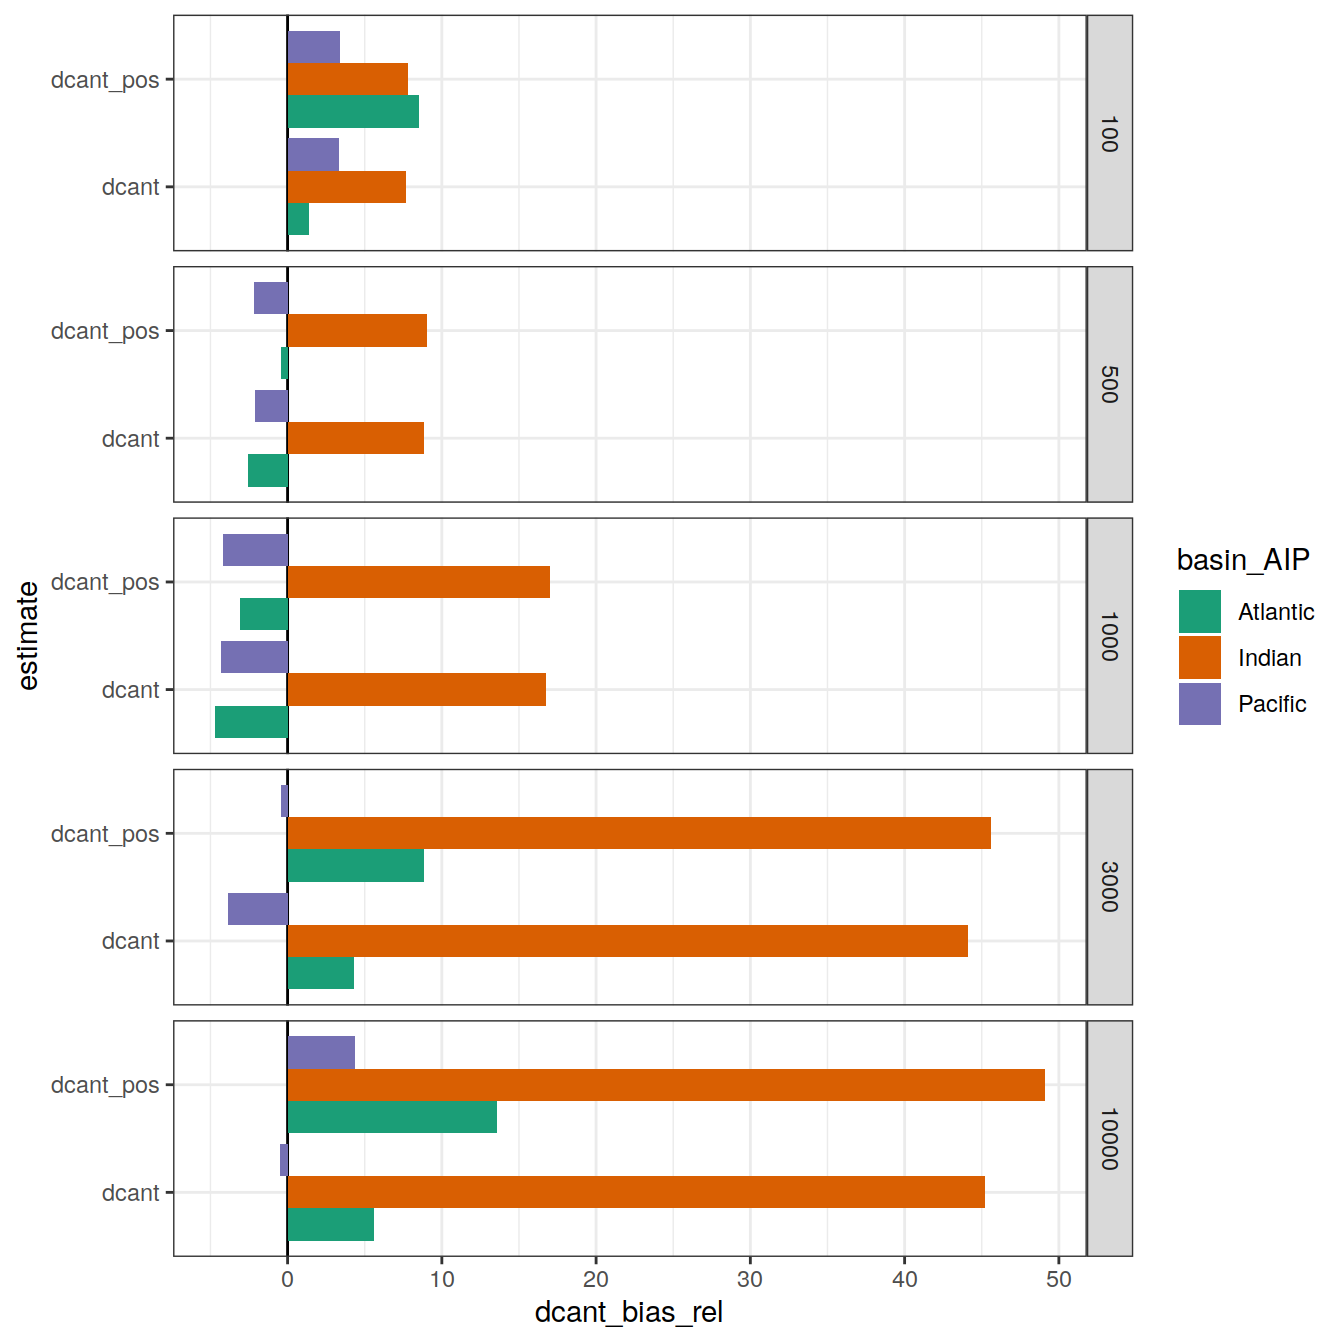 dcant_pos
dcant
100
dcant_pos
dcant
500
dcant_pos
dcant
1000
dcant_pos
dcant
3000
dcant_pos
dcant
10000
0 10 20 30 40 50
dcant_bias_rel
estimate
basin_AIP
Atlantic
Indian
Pacific